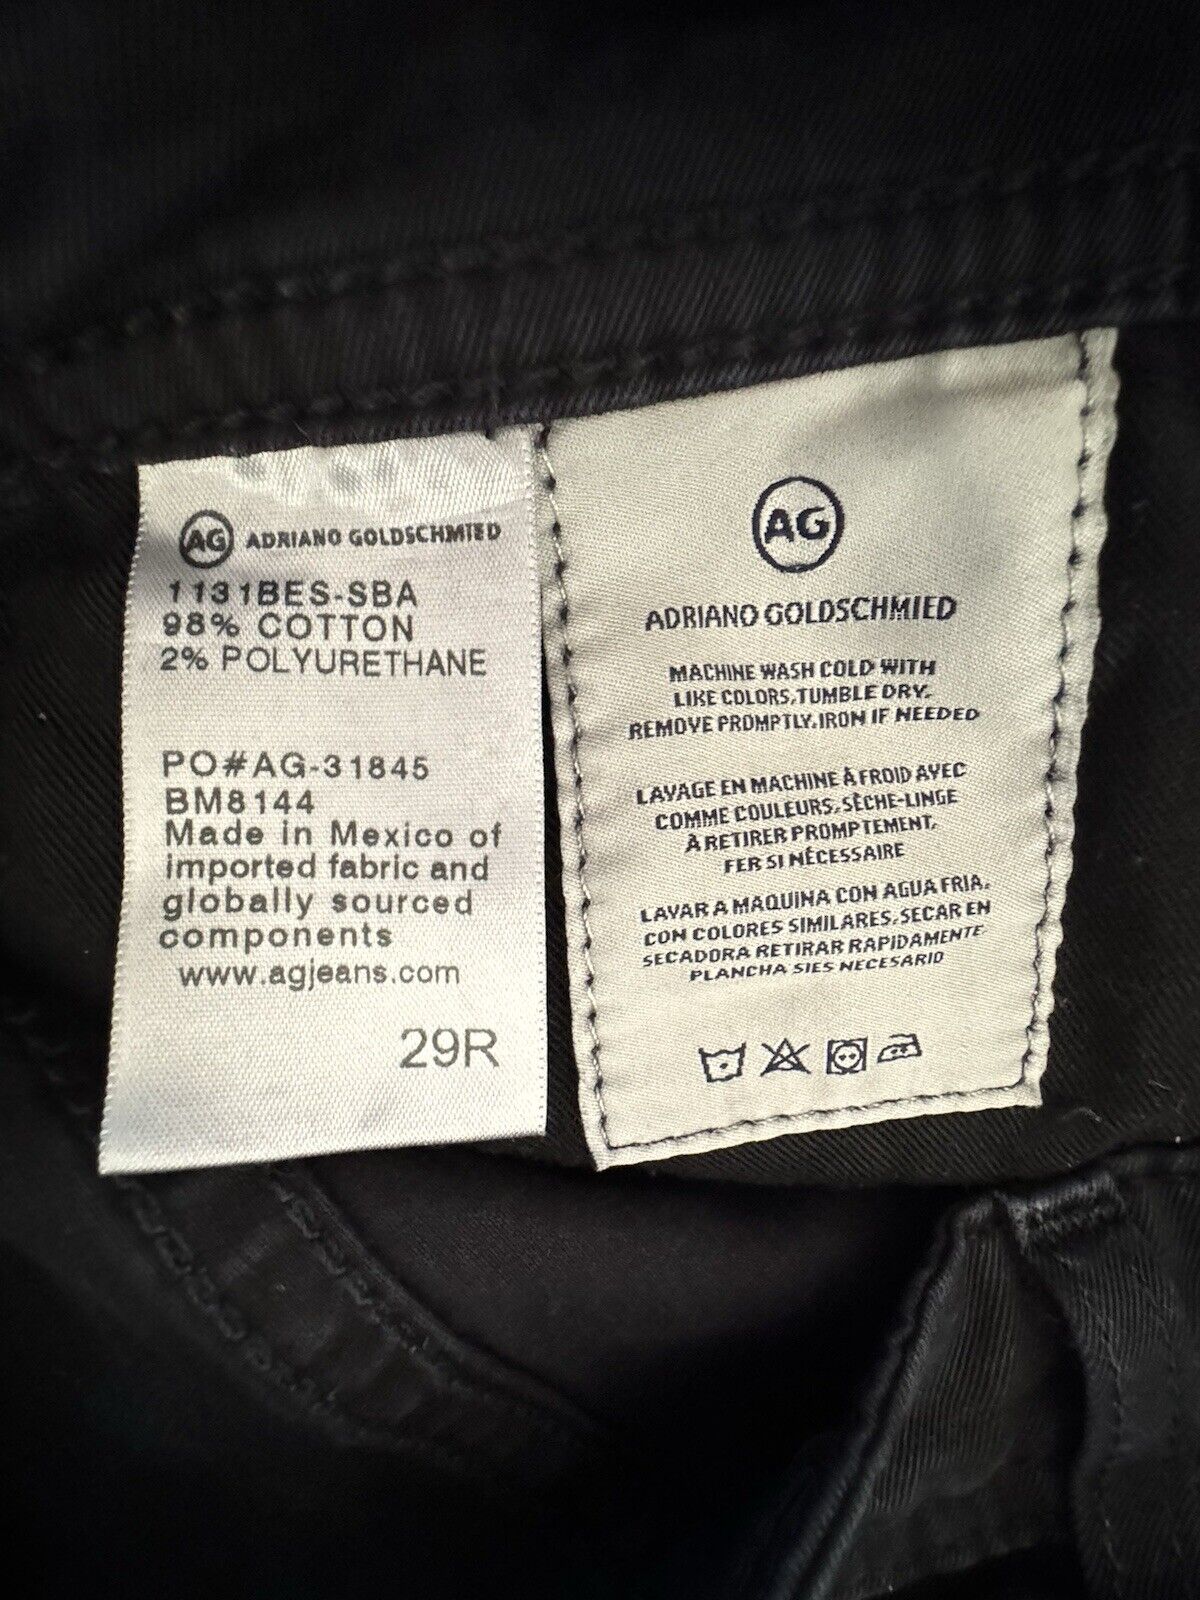 AG ADRIANO GOLDSCHMIED
1131BES-SBA
98% COTTON
2% POLYURETHANE
PO#AG-31845
BM8144
Made in Mexico of
imported fabric and
globally sourced
components
www.agjeans.com
29R
AG
ADRIANO GOLDSCHMIED
MACHINE WASH COLD WITH
LIKE COLORS, TUMBLE DRY.
REMOVE PROMPTLY, IRON IF NEEDED
LAVAGE EN MACHINE À FROID AVEC
COMME COULEURS, SÈCHE-LINGE
À RETIRER PROMPTEMENT,
FER SI NÉCESSAIRE
LAVAR A MAQUINA CON AGUA FRIA.
CON COLORES SIMILARES, SECAR EN
SECADORA RETIRAR RAPIDAMENTE
PLANCHA SIES NECESARIO